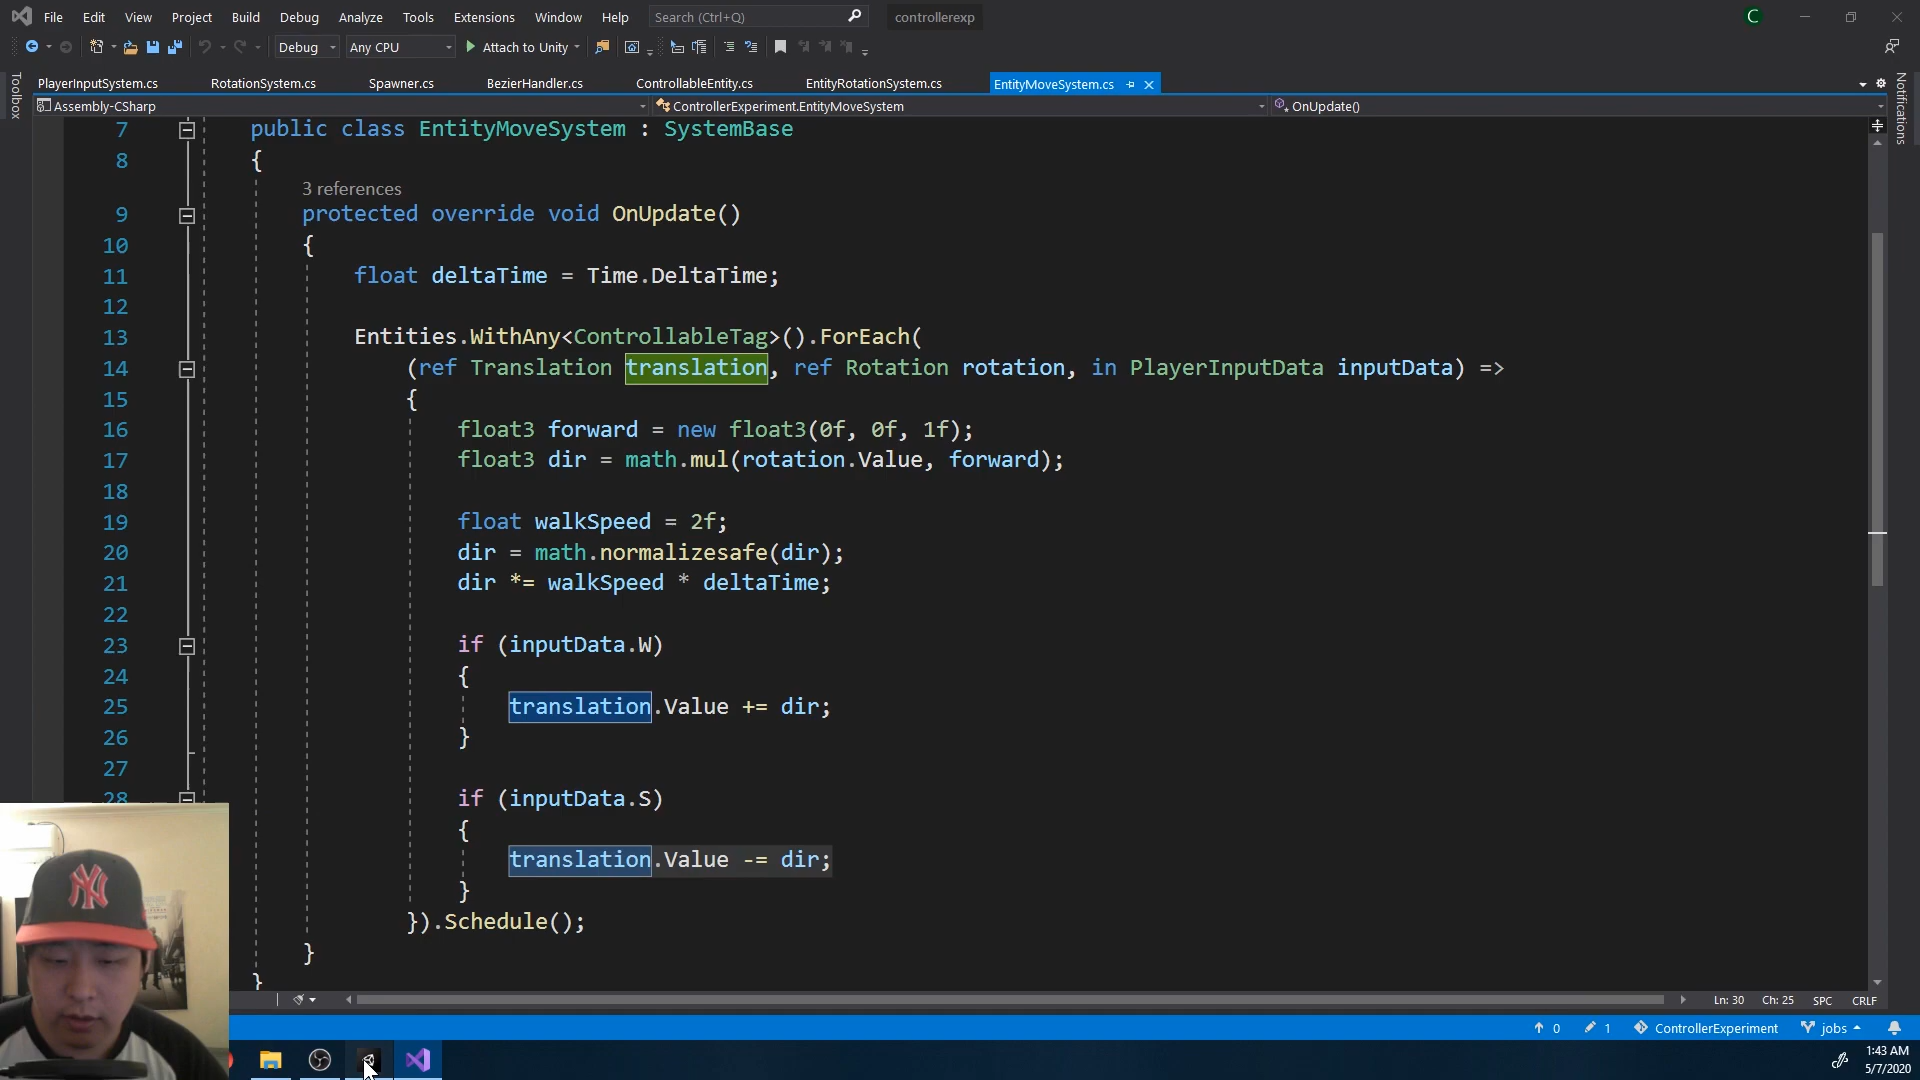 File Edit View Project Build Debug Analyze Tools Extensions Window Help Search (Ctrl+Q) controllerexp C
Debug Any CPU Attach to Unity
Toolbox
PlayerInputSystem.cs RotationSystem.cs Spawner.cs BezierHandler.cs ControllableEntity.cs EntityRotationSystem.cs EntityMoveSystem.cs
Notifications
Assembly-CSharp ControllerExperiment.EntityMoveSystem OnUpdate()
7 public class EntityMoveSystem : SystemBase
8 {
3 references
9 protected override void OnUpdate()
10 {
11 float deltaTime = Time.DeltaTime;
12
13 Entities.WithAny<ControllableTag>().ForEach(
14 (ref Translation translation, ref Rotation rotation, in PlayerInputData inputData) =>
15 {
16 float3 forward = new float3(0f, 0f, 1f);
17 float3 dir = math.mul(rotation.Value, forward);
18
19 float walkSpeed = 2f;
20 dir = math.normalizesafe(dir);
21 dir *= walkSpeed * deltaTime;
22
23 if (inputData.W)
24 {
25 translation.Value += dir;
26 }
27
28 if (inputData.S)
{
translation.Value -= dir;
}
}).Schedule();
}
}
Ln: 30 Ch: 25 SPC CRLF
0 1 ControllerExperiment jobs
NY
1:43 AM
5/7/2020